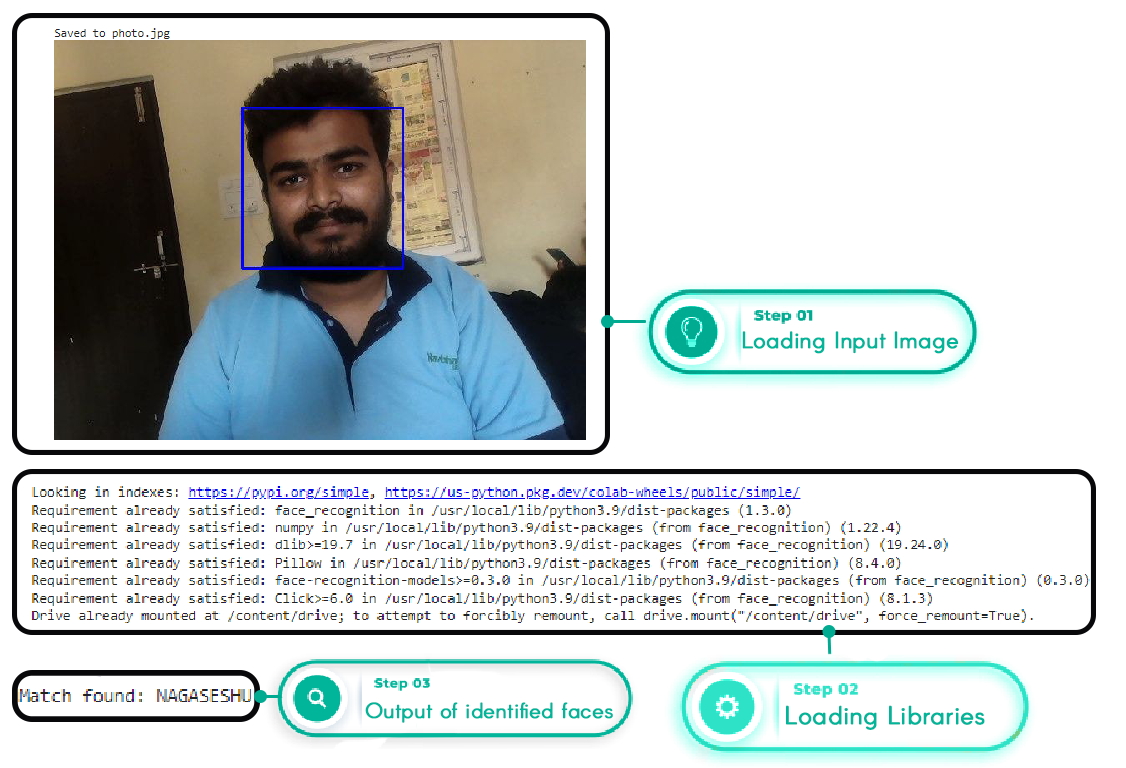 Saved to photo.jpg
Step 01
Loading Input Image
Looking in indexes: https://pypi.org/simple, https://us-python.pkg.dev/colab-wheels/public/simple/
Requirement already satisfied: face_recognition in /usr/local/lib/python3.9/dist-packages (1.3.0)
Requirement already satisfied: numpy in /usr/local/lib/python3.9/dist-packages (from face_recognition) (1.22.4)
Requirement already satisfied: dlib>=19.7 in /usr/local/lib/python3.9/dist-packages (from face_recognition) (19.24.0)
Requirement already satisfied: Pillow in /usr/local/lib/python3.9/dist-packages (from face_recognition) (8.4.0)
Requirement already satisfied: face-recognition-models>=0.3.0 in /usr/local/lib/python3.9/dist-packages (from face_recognition) (0.3.0)
Requirement already satisfied: Click>=6.0 in /usr/local/lib/python3.9/dist-packages (from face_recognition) (8.1.3)
Drive already mounted at /content/drive; to attempt to forcibly remount, call drive.mount("/content/drive", force_remount=True).
Match found: NAGASESHU
Step 03
Output of identified faces
Step 02
Loading Libraries